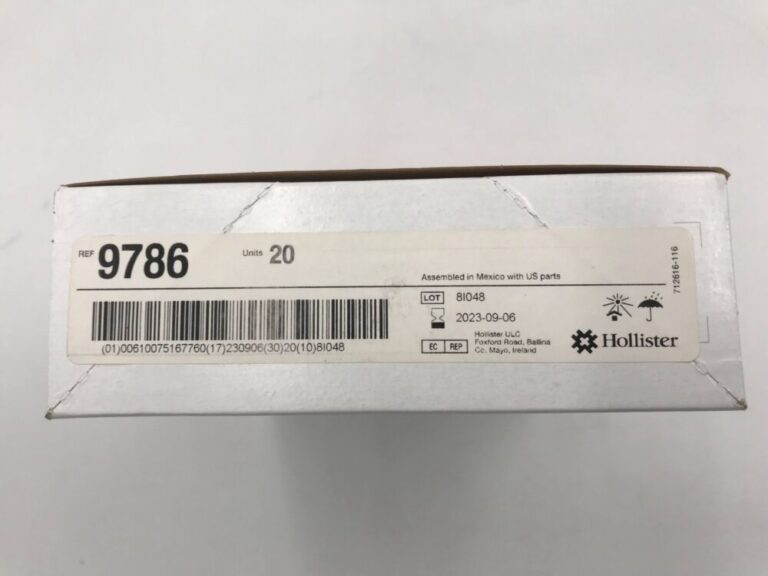 REF 9786 Units 20
Assembled in Mexico with US parts
LOT 8I048
2023-09-06
(01)00610075167760(17)230906(30)20(10)8I048
EC REP Hollister ULC
Foxford Road, Ballina
Co. Mayo, Ireland
Hollister
712616-116